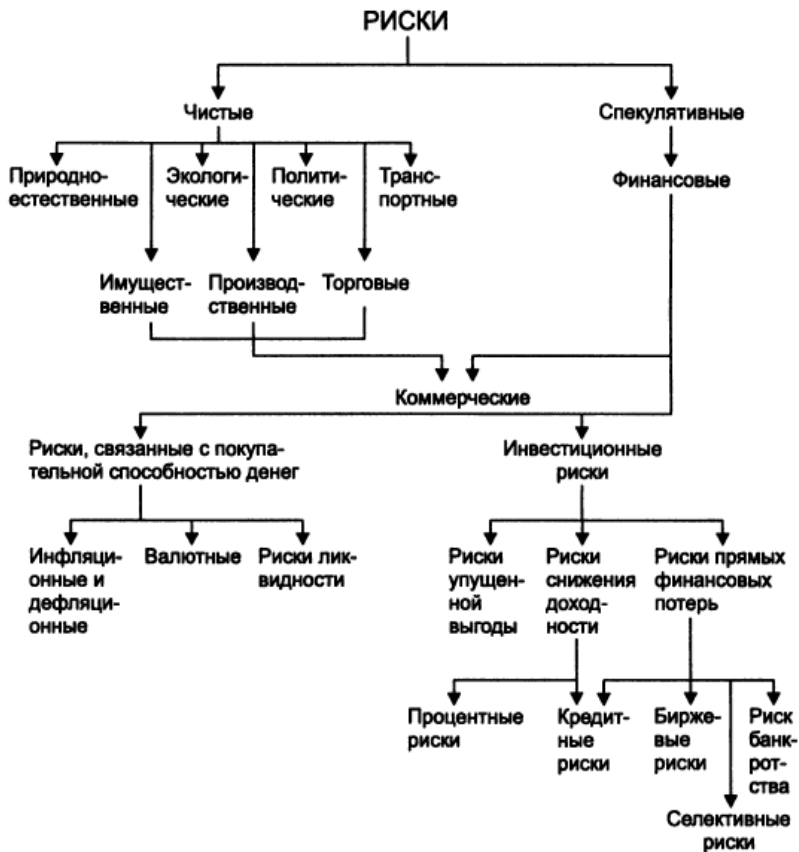 РИСКИ
Чистые
Спекулятивные
Природно-
естественные
Экологи-
ческие
Полити-
ческие
Транс-
портные
Финансовые
Имущест-
венные
Производ-
ственные
Торговые
Коммерческие
Риски, связанные с покупа-
тельной способностью денег
Инвестиционные
риски
Инфляци-
онные и
дефляци-
онные
Валютные
Риски лик-
видности
Риски
упущен-
ной
выгоды
Риски
снижения
доход-
ности
Риски прямых
финансовых
потерь
Процентные
риски
Кредит-
ные
риски
Бирже-
вые
риски
Риск
банк-
рот-
ства
Селективные
риски